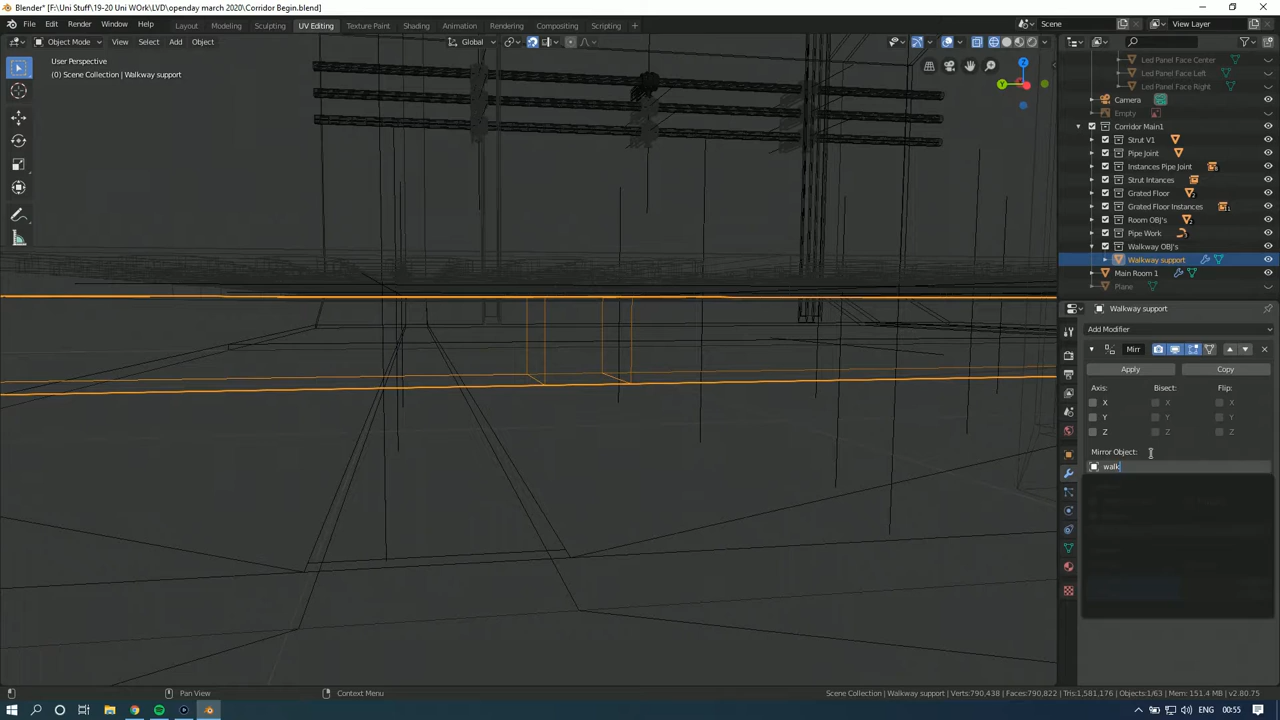 Blender* [F:\Uni Stuff\19-20 Uni WOrk\LVD\openday march 2020\Corridor Begin.blend]
File Edit Render Window Help Layout Modeling Sculpting UV Editing Texture Paint Shading Animation Rendering Compositing Scripting Scene View Layer
Object Mode View Select Add Object Global
User Perspective
(0) Scene Collection | Walkway support
Z
Y
Led Panel Face Center
Led Panel Face Left
Led Panel Face Right
Camera
Empty
Corridor Main1
Strut V1
Pipe Joint
Instances Pipe Joint
Strut Intances
Grated Floor
Grated Floor Instances
Room OBJ's
Pipe Work
Walkway OBJ's
Walkway support
Main Room 1
Plane
Walkway support
Add Modifier
Mirr
Apply Copy
Axis: Bisect: Flip:
X X X
Y Y Y
Z Z Z
Mirror Object:
walk
Pan View Context Menu Scene Collection | Walkway support | Verts:790,438 | Faces:790,822 | Tris:1,581,176 | Objects:1/63 | Mem: 151.4 MB | v2.80.75
ENG 00:55